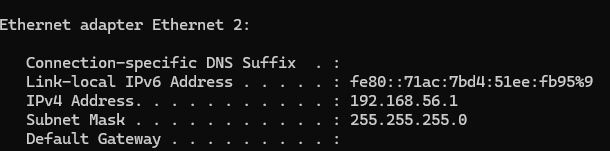 Ethernet adapter Ethernet 2:
Connection-specific DNS Suffix  . :
Link-local IPv6 Address . . . . . : fe80::71ac:7bd4:51ee:fb95%9
IPv4 Address. . . . . . . . . . . : 192.168.56.1
Subnet Mask . . . . . . . . . . . : 255.255.255.0
Default Gateway . . . . . . . . . :